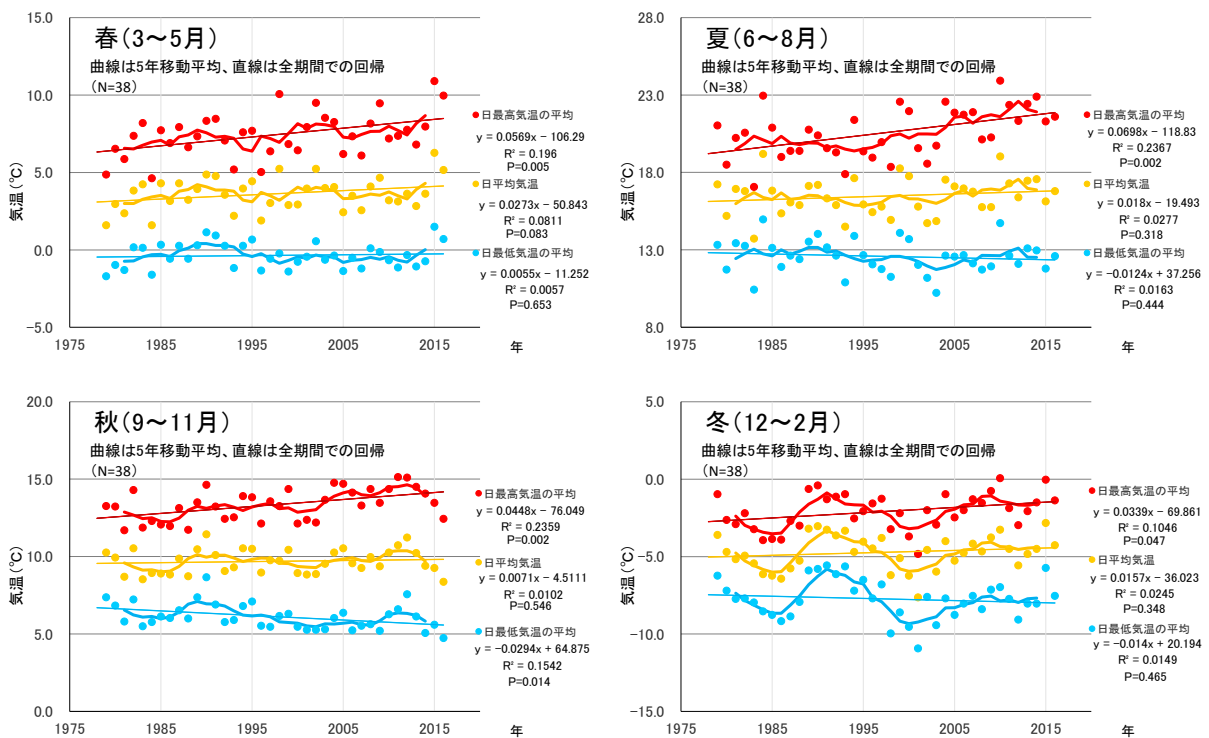 春(3～5月)
曲線は5年移動平均、直線は全期間での回帰
(N=38)
気温(℃)
15.0
10.0
5.0
0.0
−5.0
1975
1985
1995
2005
2015
年
日最高気温の平均
y = 0.0569x − 106.29
R² = 0.196
P=0.005
日平均気温
y = 0.0273x − 50.843
R² = 0.0811
P=0.083
日最低気温の平均
y = 0.0055x − 11.252
R² = 0.0057
P=0.653
夏(6～8月)
曲線は5年移動平均、直線は全期間での回帰
(N=38)
気温(℃)
28.0
23.0
18.0
13.0
8.0
1975
1985
1995
2005
2015
年
日最高気温の平均
y = 0.0698x − 118.83
R² = 0.2367
P=0.002
日平均気温
y = 0.018x − 19.493
R² = 0.0277
P=0.318
日最低気温の平均
y = −0.0124x + 37.256
R² = 0.0163
P=0.444
秋(9～11月)
曲線は5年移動平均、直線は全期間での回帰
(N=38)
気温(℃)
20.0
15.0
10.0
5.0
0.0
1975
1985
1995
2005
2015
年
日最高気温の平均
y = 0.0448x − 76.049
R² = 0.2359
P=0.002
日平均気温
y = 0.0071x − 4.5111
R² = 0.0102
P=0.546
日最低気温の平均
y = −0.0294x + 64.875
R² = 0.1542
P=0.014
冬(12～2月)
曲線は5年移動平均、直線は全期間での回帰
(N=38)
気温(℃)
5.0
0.0
−5.0
−10.0
−15.0
1975
1985
1995
2005
2015
年
日最高気温の平均
y = 0.0339x − 69.861
R² = 0.1046
P=0.047
日平均気温
y = 0.0157x − 36.023
R² = 0.0245
P=0.348
日最低気温の平均
y = −0.014x + 20.194
R² = 0.0149
P=0.465